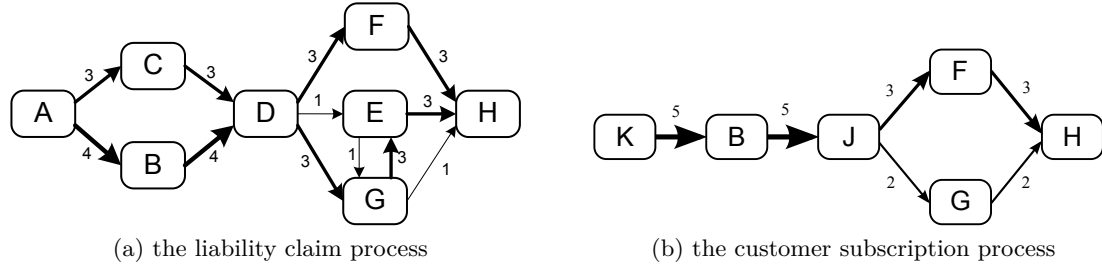 F
3
3
C
3
3
A
D
1
E
3
H
4
4
B
1
3
3
1
G
F
3
3
5
5
K
B
J
H
2
2
G
(a) the liability claim process
(b) the customer subscription process